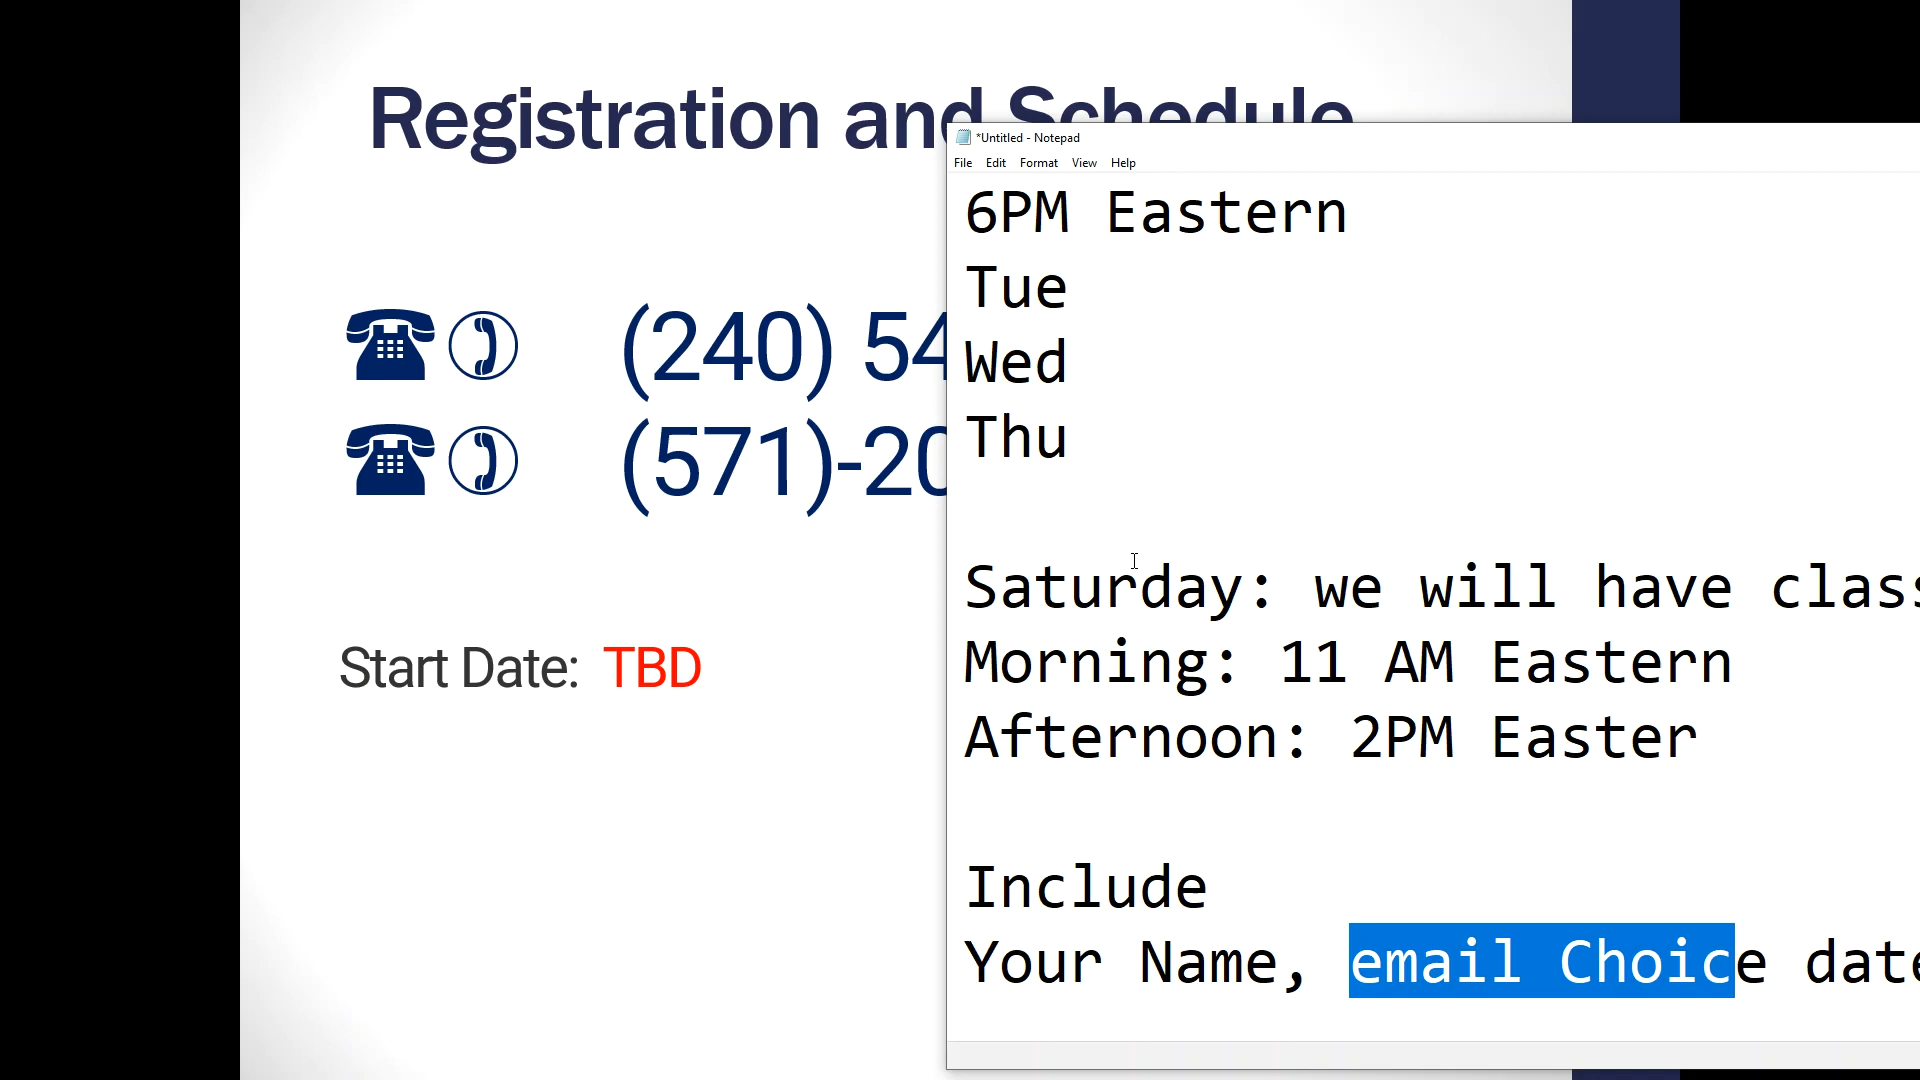 Registration and Schedule
(240) 54
(571)-20
Start Date: TBD
*Untitled - Notepad
File Edit Format View Help
6PM Eastern
Tue
Wed
Thu
Saturday: we will have class
Morning: 11 AM Eastern
Afternoon: 2PM Easter
Include
Your Name, email Choice date